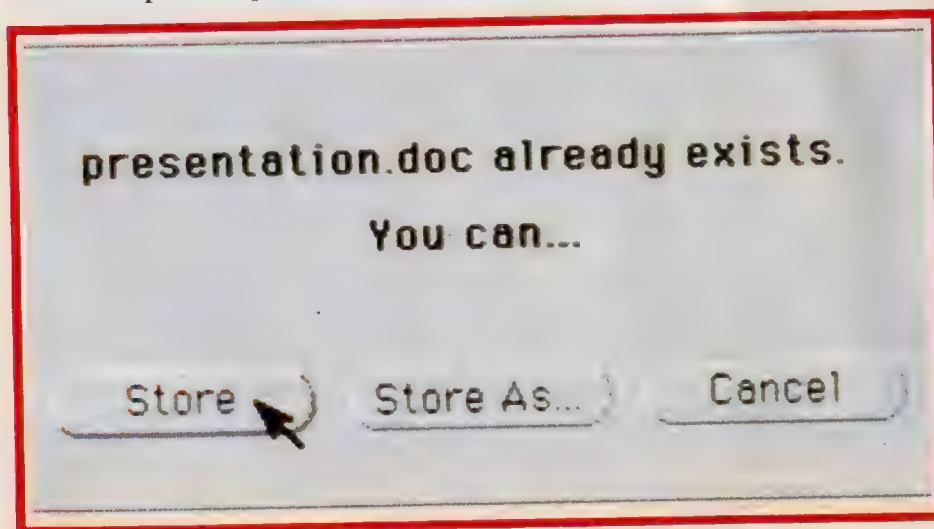 presentation.doc already exists.
You can...
Store
Store As...
Cancel